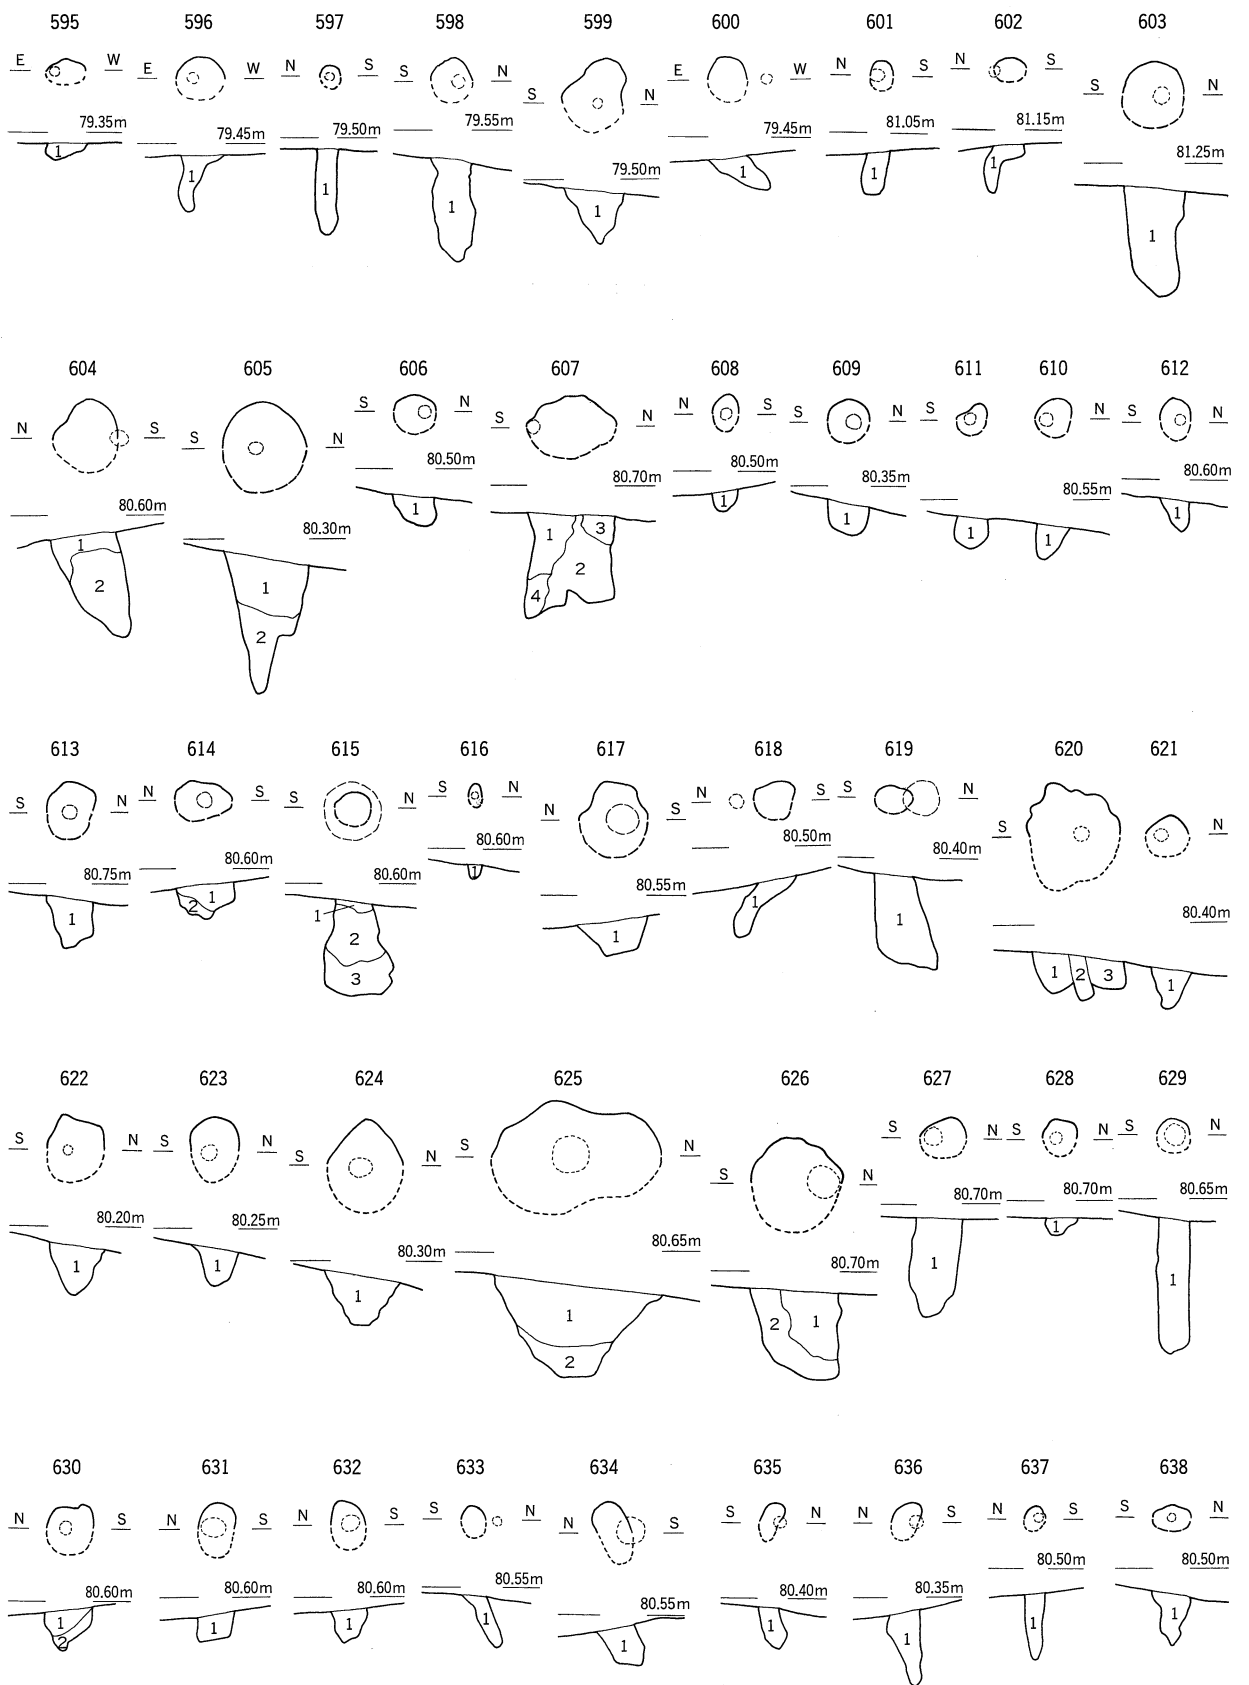 595 596 597 598 599 600 601 602 603
E W E W N S S N S N E W N S N S S N
79.35m 79.45m 79.50m 79.55m 79.50m 79.45m 81.05m 81.15m 81.25m
1 1 1 1 1 1 1 1 1
604 605 606 607 608 609 611 610 612
N S S N S N S N N S S N S N S N
80.60m 80.30m 80.50m 80.70m 80.50m 80.35m 80.55m 80.60m
1 2 1 2 1 1 2 3 4 1 1 1 1 1
613 614 615 616 617 618 619 620 621
S N N S S N S N N S N S S N S N
80.75m 80.60m 80.60m 80.60m 80.55m 80.50m 80.40m 80.40m
1 1 2 1 2 3 1 1 1 1 1 2 3 1
622 623 624 625 626 627 628 629
S N S N S N S N S N S N S N S N
80.20m 80.25m 80.30m 80.65m 80.70m 80.70m 80.70m 80.65m
1 1 1 1 2 2 1 1 1 1
630 631 632 633 634 635 636 637 638
N S N S N S S N N S S N N S N S S N
80.60m 80.60m 80.60m 80.55m 80.55m 80.40m 80.35m 80.50m 80.50m
1 2 1 1 1 1 1 1 1 1